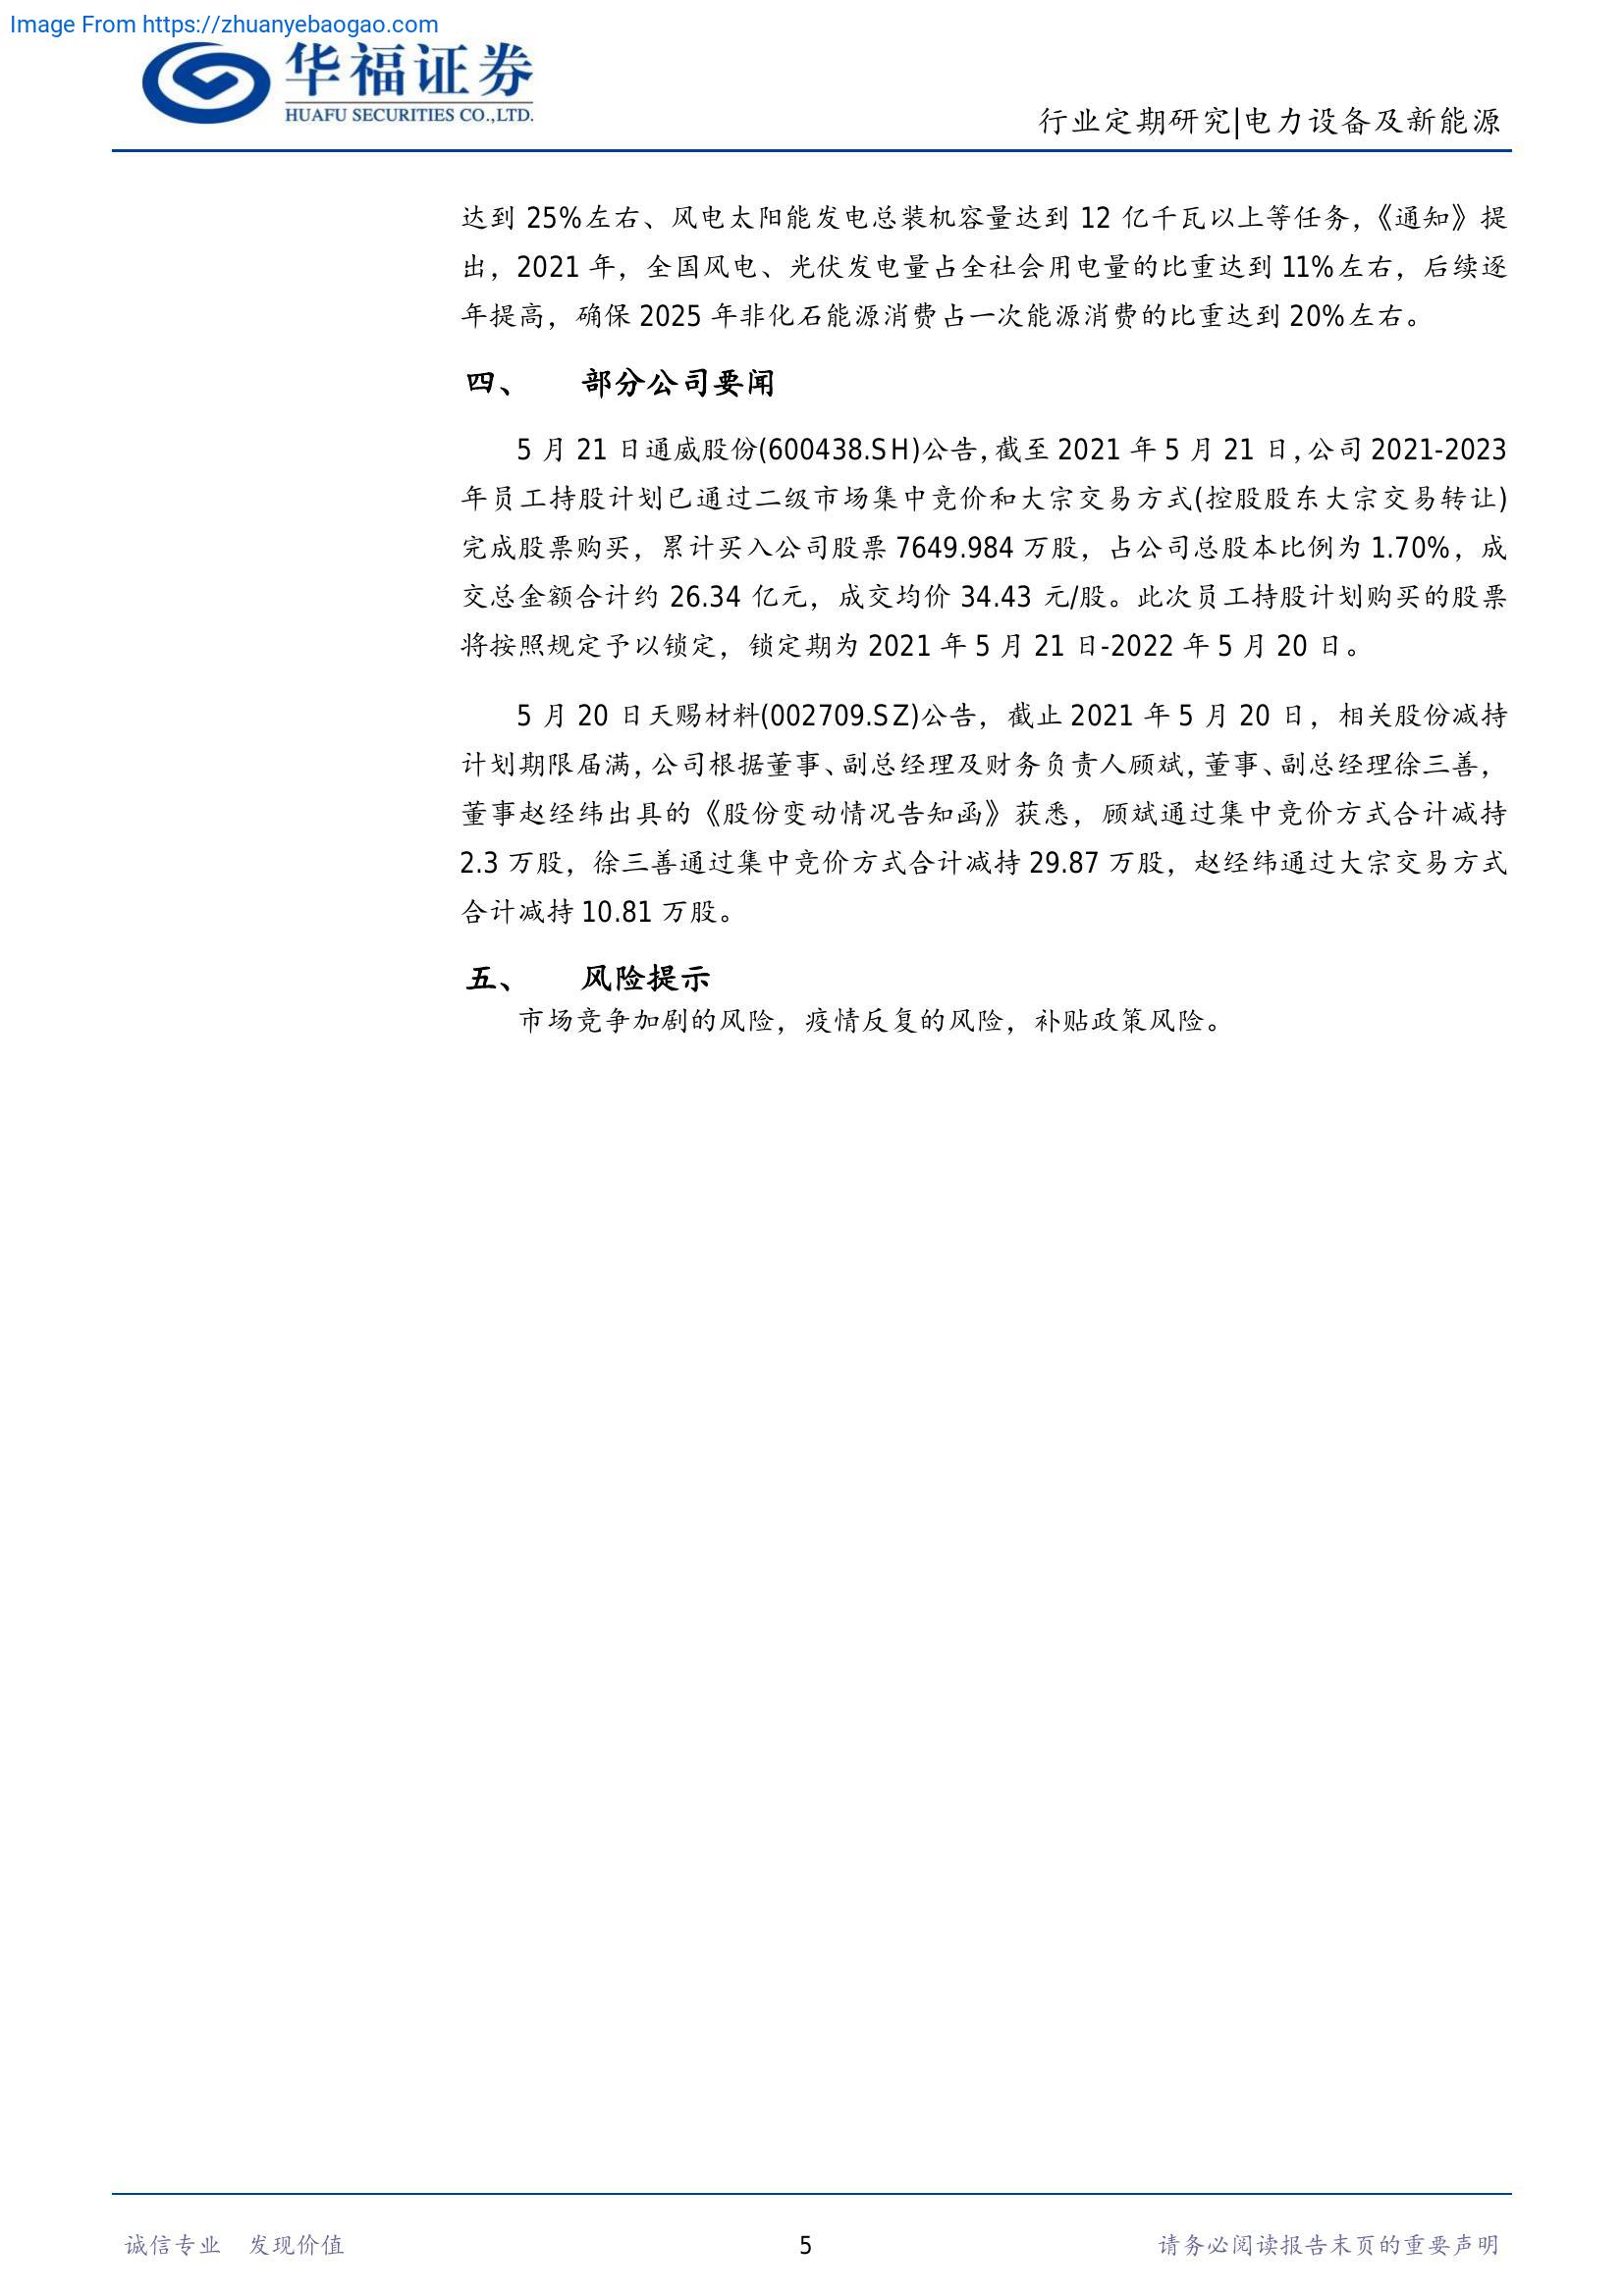 Image From https://zhuanyebaogao.com
华福证券
HUAFU SECURITIES CO.,LTD.
行业定期研究|电力设备及新能源
达到 25%左右、风电太阳能发电总装机容量达到 12 亿千瓦以上等任务，《通知》提
出，2021 年，全国风电、光伏发电量占全社会用电量的比重达到 11%左右，后续逐
年提高，确保 2025 年非化石能源消费占一次能源消费的比重达到 20%左右。
四、 部分公司要闻
5 月 21 日通威股份(600438.SH)公告，截至 2021 年 5 月 21 日，公司 2021-2023
年员工持股计划已通过二级市场集中竞价和大宗交易方式(控股股东大宗交易转让)
完成股票购买，累计买入公司股票 7649.984 万股，占公司总股本比例为 1.70%，成
交总金额合计约 26.34 亿元，成交均价 34.43 元/股。此次员工持股计划购买的股票
将按照规定予以锁定，锁定期为 2021 年 5 月 21 日-2022 年 5 月 20 日。
5 月 20 日天赐材料(002709.SZ)公告，截止 2021 年 5 月 20 日，相关股份减持
计划期限届满，公司根据董事、副总经理及财务负责人顾斌，董事、副总经理徐三善，
董事赵经纬出具的《股份变动情况告知函》获悉，顾斌通过集中竞价方式合计减持
2.3 万股，徐三善通过集中竞价方式合计减持 29.87 万股，赵经纬通过大宗交易方式
合计减持 10.81 万股。
五、 风险提示
市场竞争加剧的风险，疫情反复的风险，补贴政策风险。
诚信专业 发现价值
5
请务必阅读报告末页的重要声明